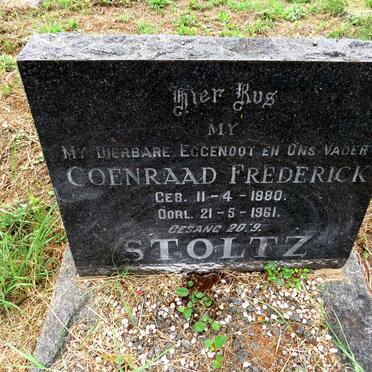 Hier Rus
MY
MY DIERBARE EGGENOOT EN ONS VADER
COENRAAD FREDERICK
GEB. 11-4-1880.
OORL. 21-5-1961.
GESANG 20.9.
STOLTZ